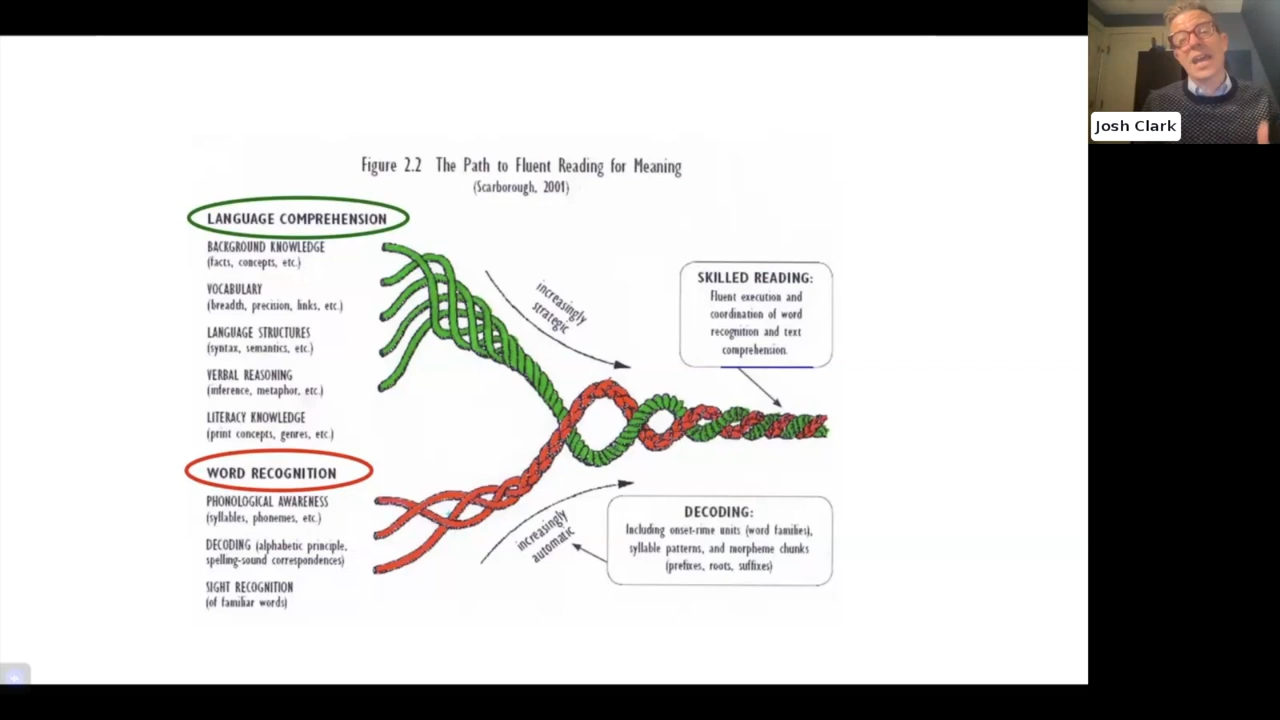 Figure 2.2 The Path to Fluent Reading for Meaning
(Scarborough, 2001)
LANGUAGE COMPREHENSION
BACKGROUND KNOWLEDGE
(facts, concepts, etc.)
VOCABULARY
(breadth, precision, links, etc.)
LANGUAGE STRUCTURES
(syntax, semantics, etc.)
VERBAL REASONING
(inference, metaphor, etc.)
LITERACY KNOWLEDGE
(print concepts, genres, etc.)
WORD RECOGNITION
PHONOLOGICAL AWARENESS
(syllables, phonemes, etc.)
DECODING (alphabetic principle,
spelling-sound correspondences)
SIGHT RECOGNITION
(of familiar words)
increasingly
strategic
increasingly
automatic
SKILLED READING:
Fluent execution and
coordination of word
recognition and text
comprehension.
DECODING:
Including onset-rime units (word families),
syllable patterns, and morpheme chunks
(prefixes, roots, suffixes)
Josh Clark